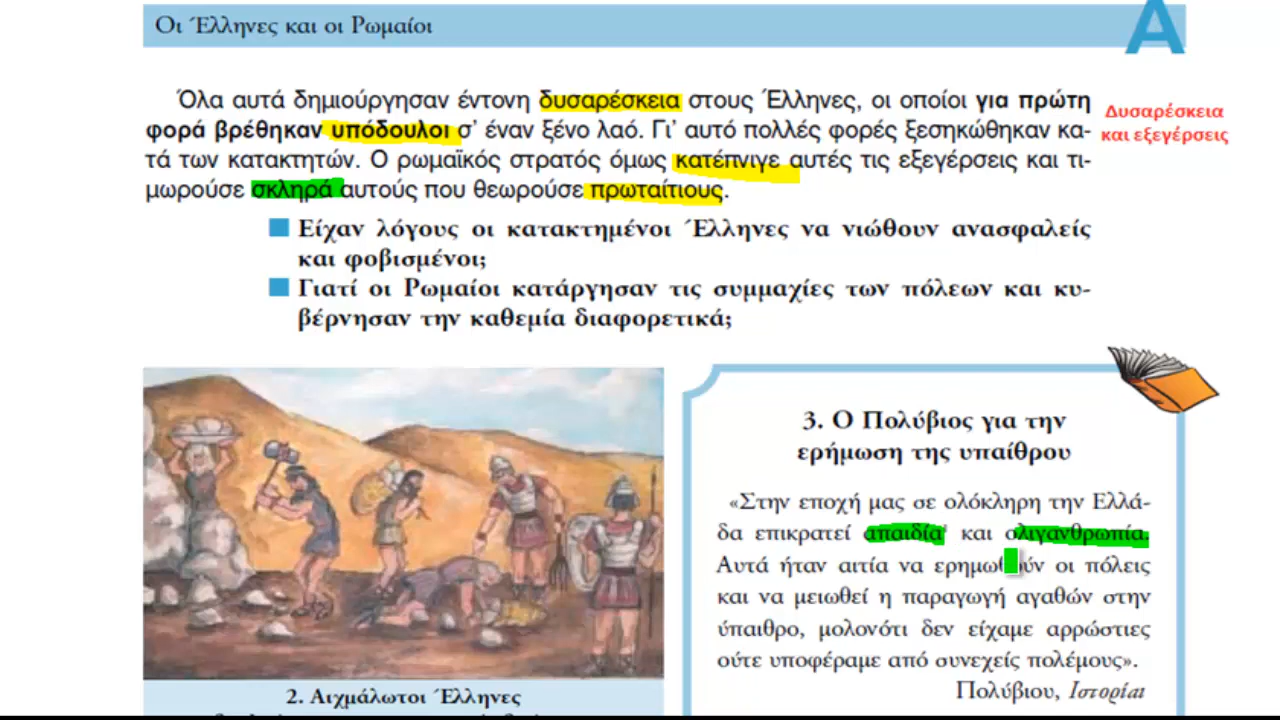 Οι Έλληνες και οι Ρωμαίοι
Α
Όλα αυτά δημιούργησαν έντονη δυσαρέσκεια στους Έλληνες, οι οποίοι για πρώτη
φορά βρέθηκαν υπόδουλοι σ' έναν ξένο λαό. Γι' αυτό πολλές φορές ξεσηκώθηκαν κα-
τά των κατακτητών. Ο ρωμαϊκός στρατός όμως κατέπνιγε αυτές τις εξεγέρσεις και τι-
μωρούσε σκληρά αυτούς που θεωρούσε πρωταίτιους.
Δυσαρέσκεια
και εξεγέρσεις
Είχαν λόγους οι κατακτημένοι Έλληνες να νιώθουν ανασφαλείς
και φοβισμένοι;
Γιατί οι Ρωμαίοι κατάργησαν τις συμμαχίες των πόλεων και κυ-
βέρνησαν την καθεμία διαφορετικά;
2. Αιχμάλωτοι Έλληνες
3. Ο Πολύβιος για την
ερήμωση της υπαίθρου
«Στην εποχή μας σε ολόκληρη την Ελλά-
δα επικρατεί απαιδία* και ολιγανθρωπία.
Αυτά ήταν αιτία να ερημωθούν οι πόλεις
και να μειωθεί η παραγωγή αγαθών στην
ύπαιθρο, μολονότι δεν είχαμε αρρώστιες
ούτε υποφέραμε από συνεχείς πολέμους».
Πολύβιου, Ιστορίαι